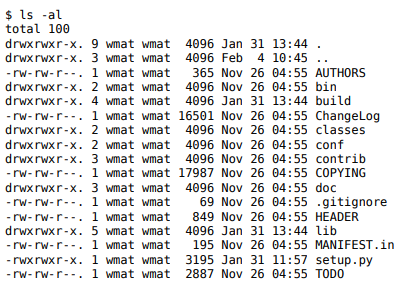 $ ls -al
total 100
drwxrwxr-x. 9 wmat wmat  4096 Jan 31 13:44 .
drwxrwxr-x. 3 wmat wmat  4096 Feb  4 10:45 ..
-rw-rw-r--. 1 wmat wmat   365 Nov 26 04:55 AUTHORS
drwxrwxr-x. 2 wmat wmat  4096 Nov 26 04:55 bin
drwxrwxr-x. 4 wmat wmat  4096 Jan 31 13:44 build
-rw-rw-r--. 1 wmat wmat 16501 Nov 26 04:55 ChangeLog
drwxrwxr-x. 2 wmat wmat  4096 Nov 26 04:55 classes
drwxrwxr-x. 2 wmat wmat  4096 Nov 26 04:55 conf
drwxrwxr-x. 3 wmat wmat  4096 Nov 26 04:55 contrib
-rw-rw-r--. 1 wmat wmat 17987 Nov 26 04:55 COPYING
drwxrwxr-x. 3 wmat wmat  4096 Nov 26 04:55 doc
-rw-rw-r--. 1 wmat wmat    69 Nov 26 04:55 .gitignore
-rw-rw-r--. 1 wmat wmat   849 Nov 26 04:55 HEADER
drwxrwxr-x. 5 wmat wmat  4096 Jan 31 13:44 lib
-rw-rw-r--. 1 wmat wmat   195 Nov 26 04:55 MANIFEST.in
-rwxrwxr-x. 1 wmat wmat  3195 Jan 31 11:57 setup.py
-rw-rw-r--. 1 wmat wmat  2887 Nov 26 04:55 TODO